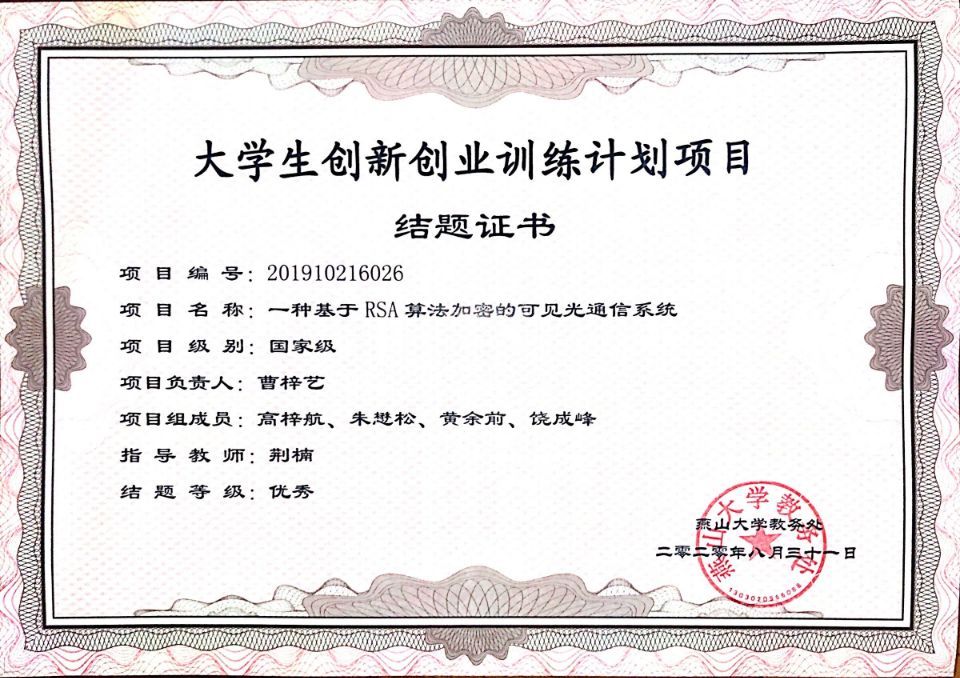 大学生创新创业训练计划项目
结题证书
项目编号：201910216026
项目名称：一种基于RSA算法加密的可见光通信系统
项目级别：国家级
项目负责人：曹梓艺
项目组成员：高梓航、朱懋松、黄余前、饶成峰
指导教师：荆楠
结题等级：优秀
燕山大学教务处
二零二零年八月三十一日
燕山大学教务处